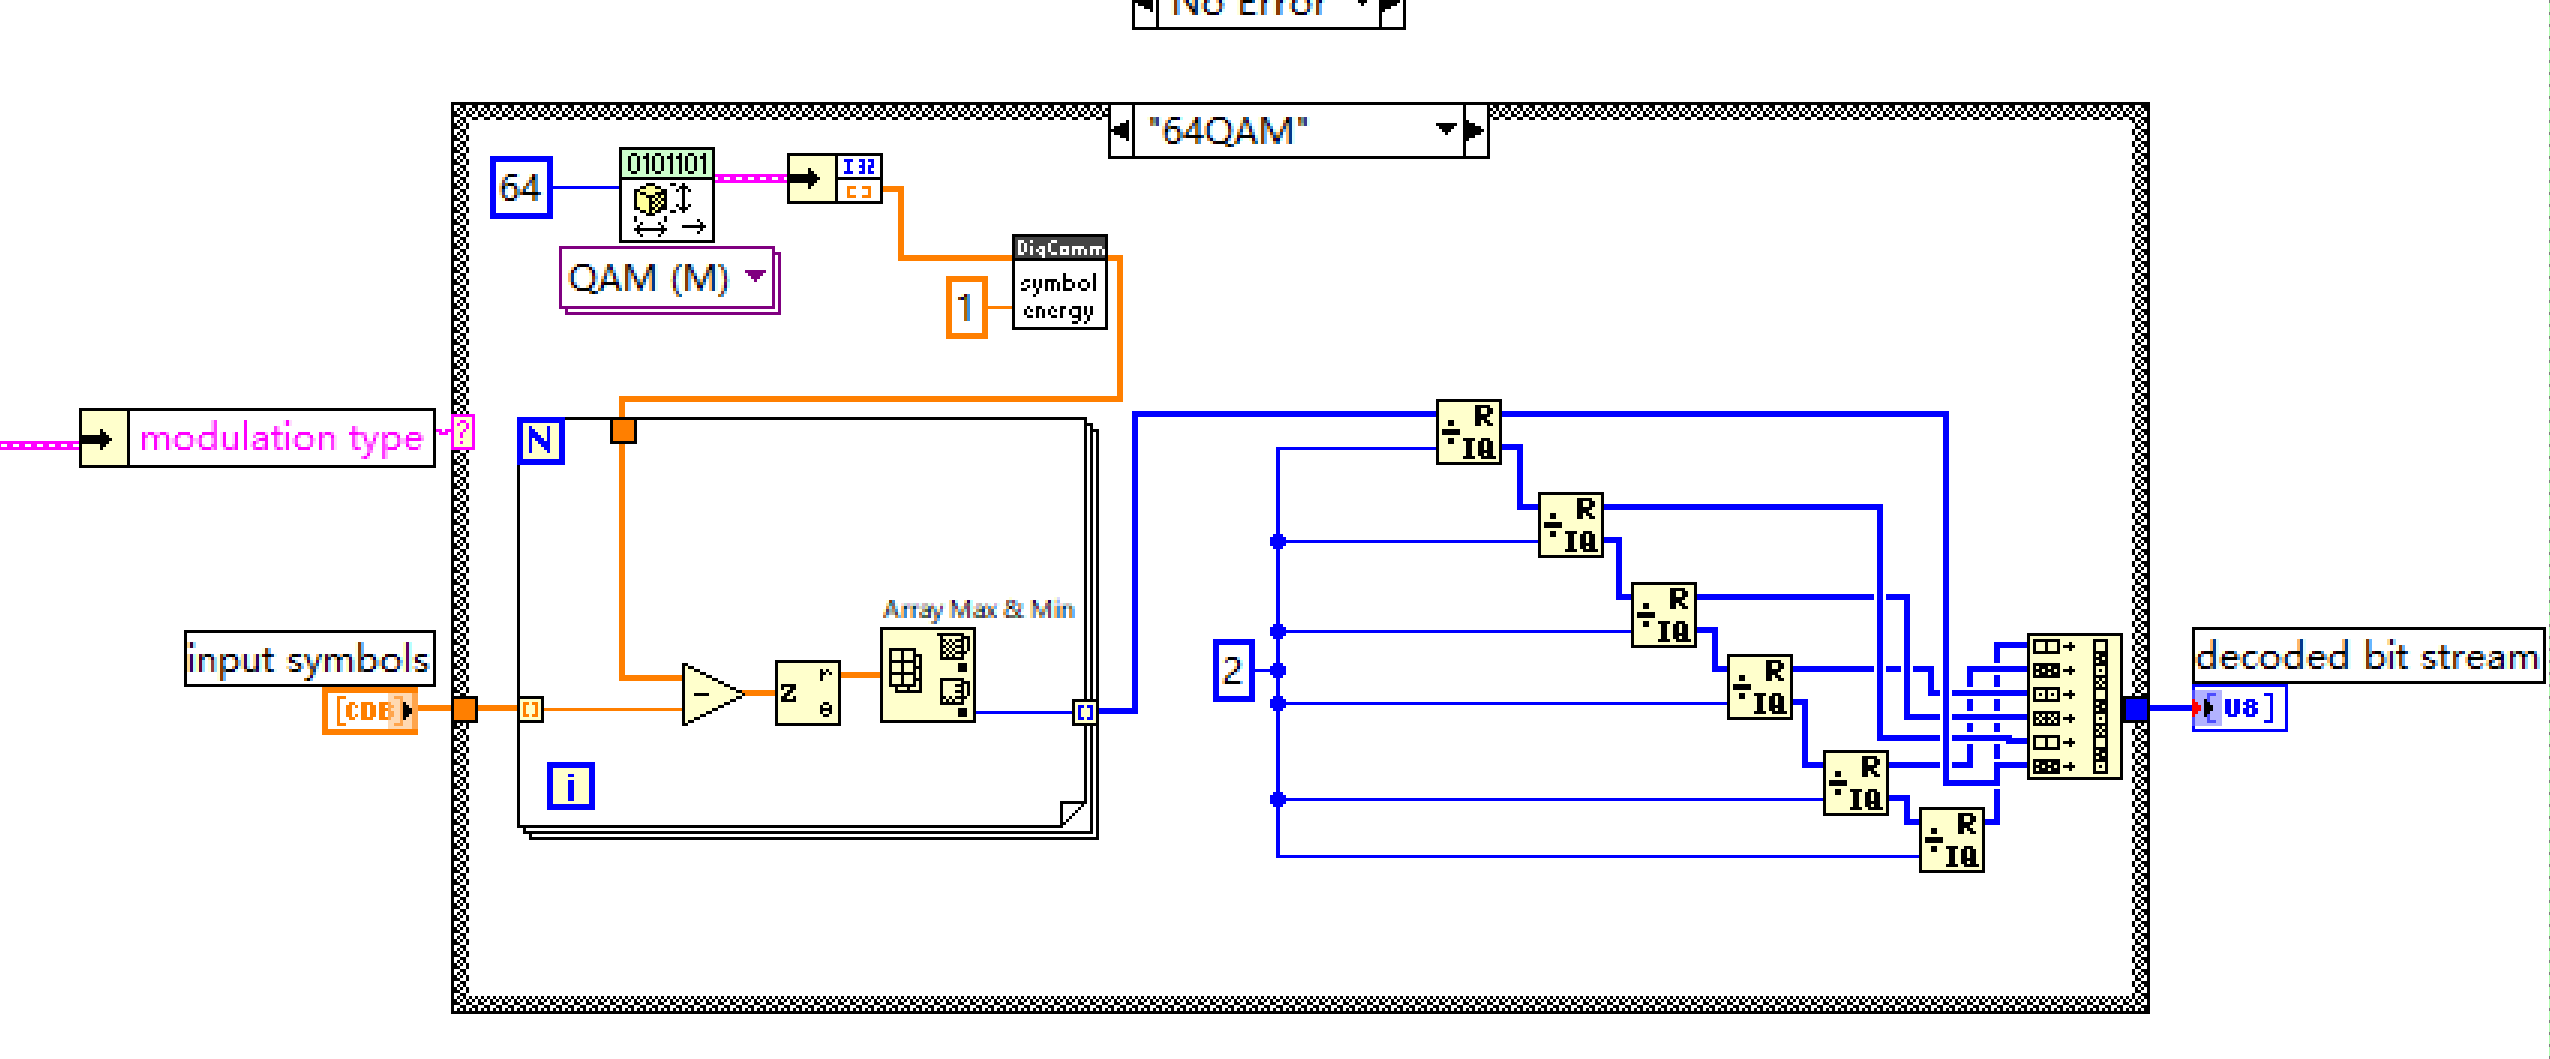 No Error
"64QAM"
0101101
64
I32
[ ]
DigComm
symbol
energy
QAM (M)
1
modulation type
?
N
R
IQ
R
IQ
Array Max & Min
R
IQ
input symbols
[CDB]
[ ]
−
z
r
θ
[ ]
2
R
IQ
decoded bit stream
[U8]
i
R
IQ
R
IQ